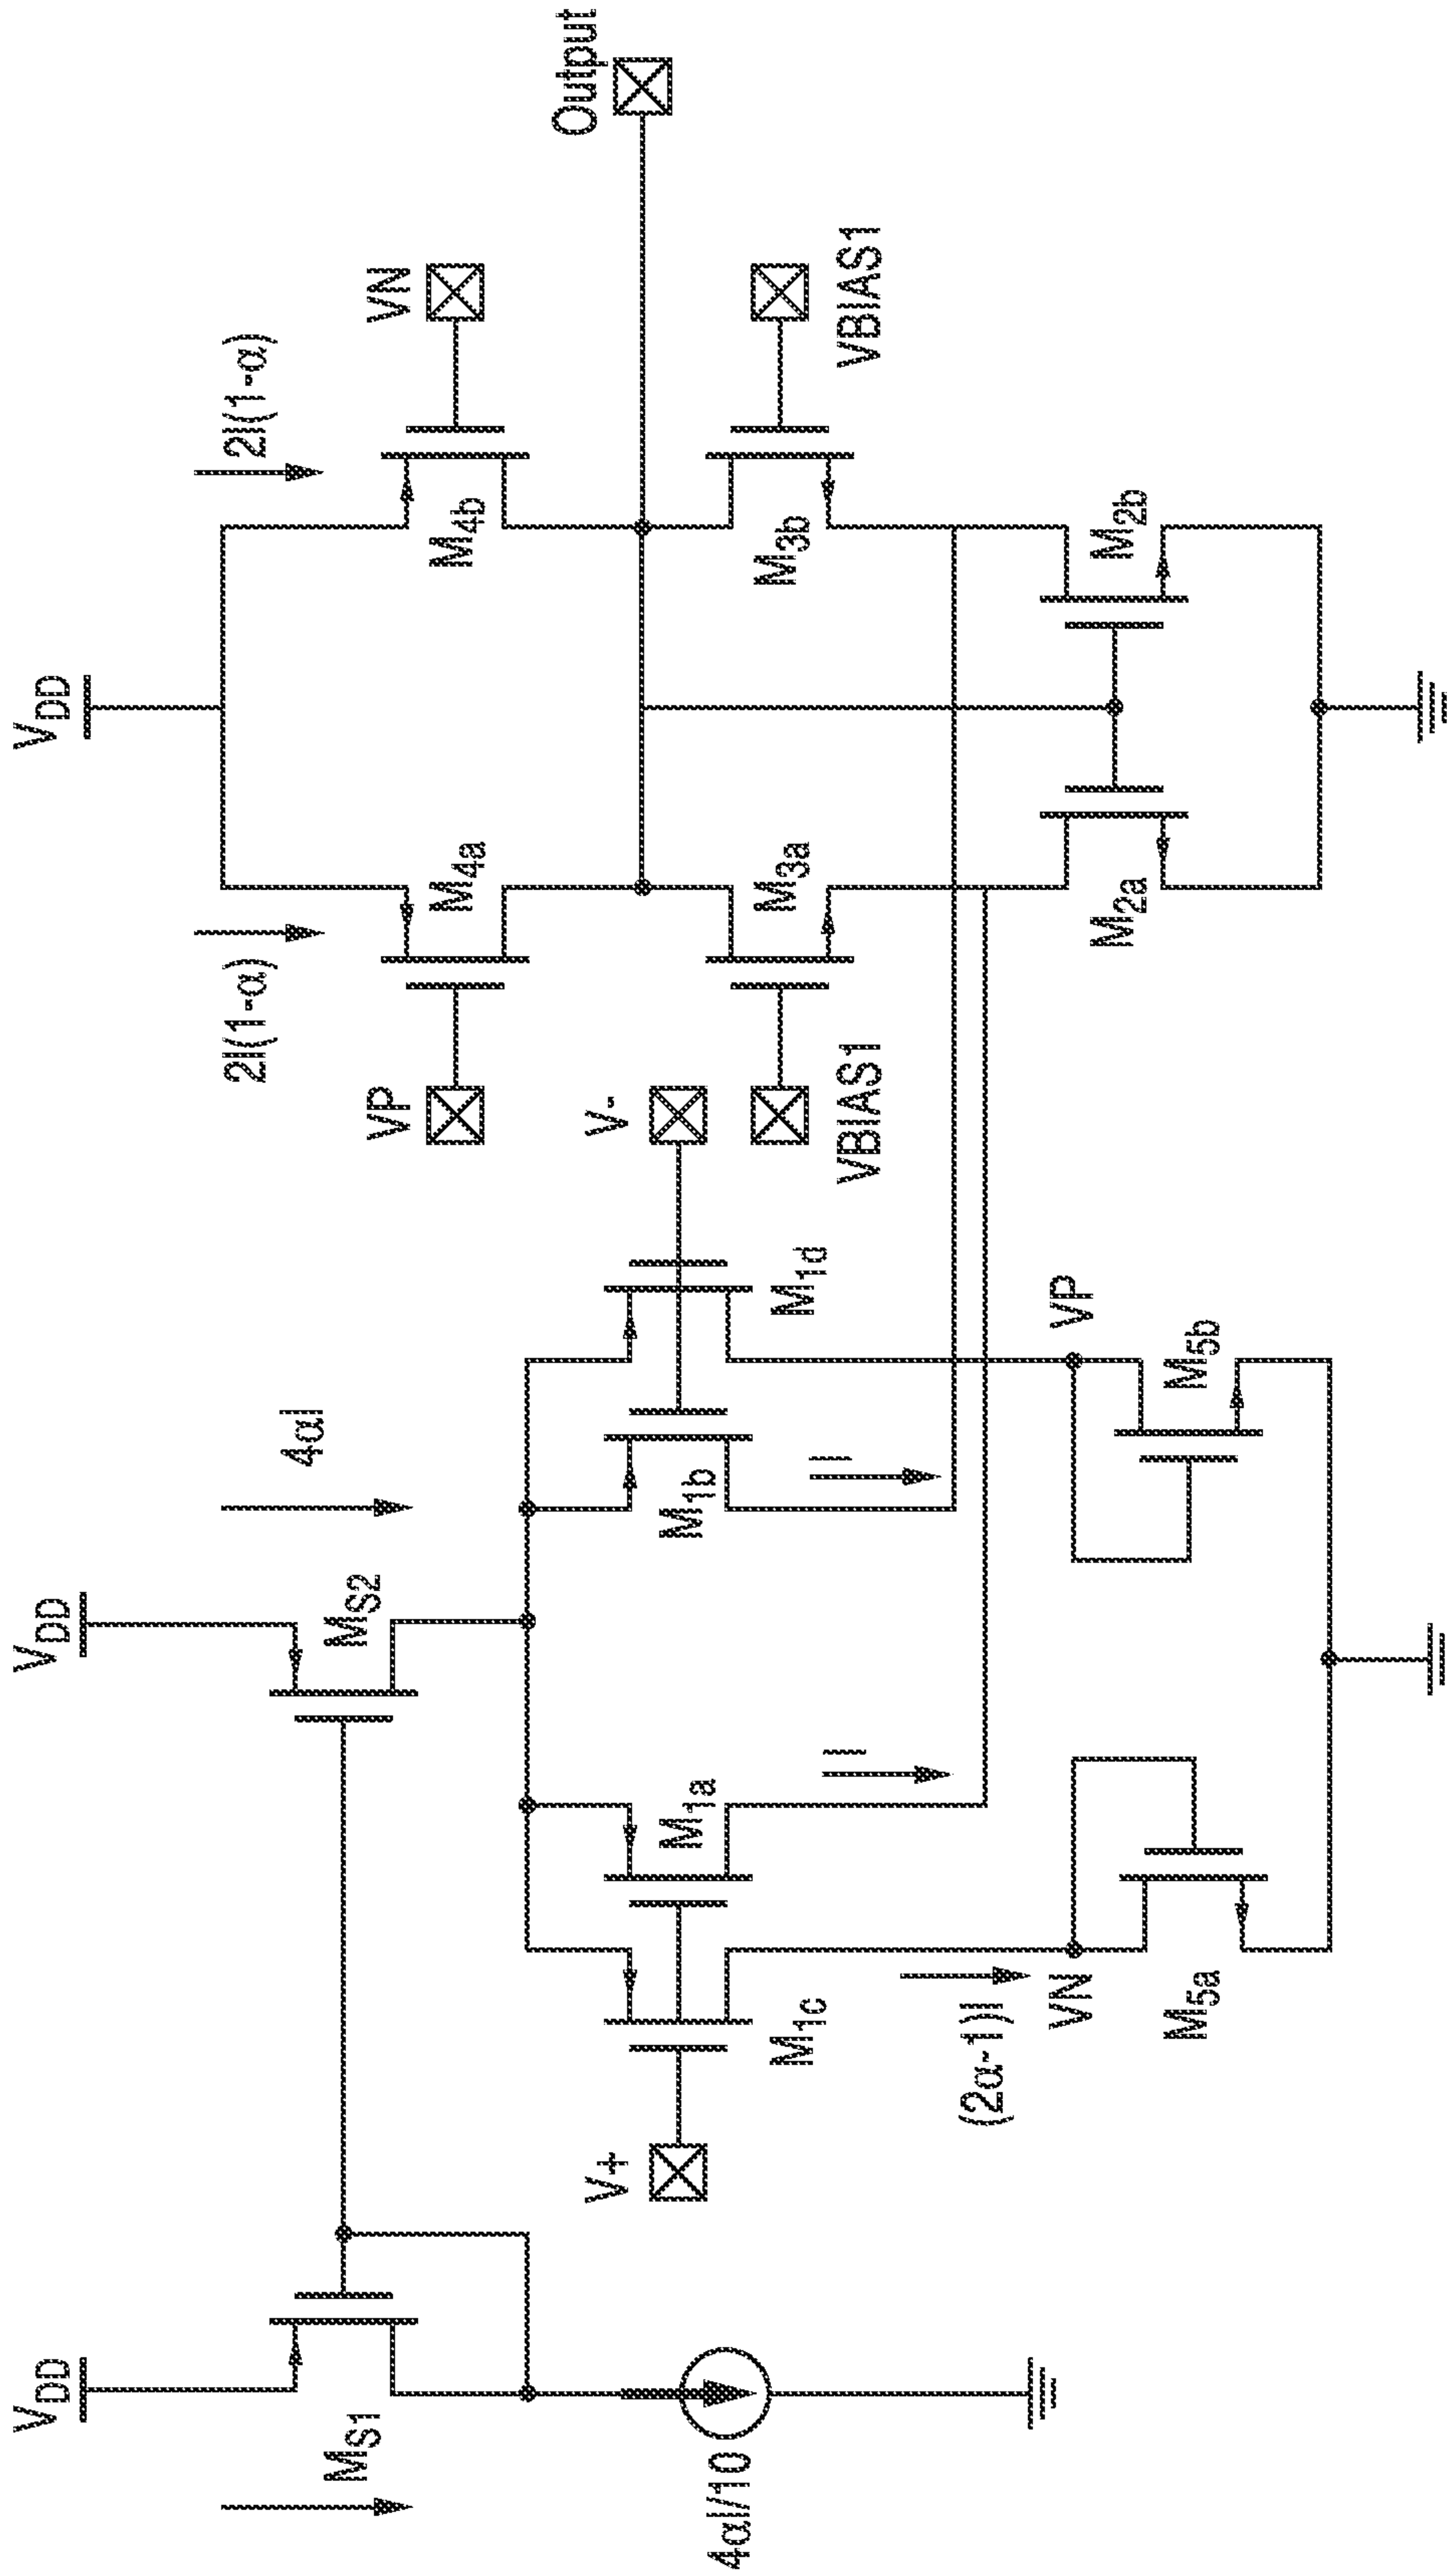 VDD
MS1
4αI/10
VDD
MS2
4αI
V+
M1c
M1a
M1b
M1d
V-
I
I
(2α-1)I
VN
M5a
VP
M5b
VDD
2I(1-α)
2I(1-α)
VP
M4a
M4b
VN
Output
VBIAS1
M3a
M3b
VBIAS1
M2a
M2b